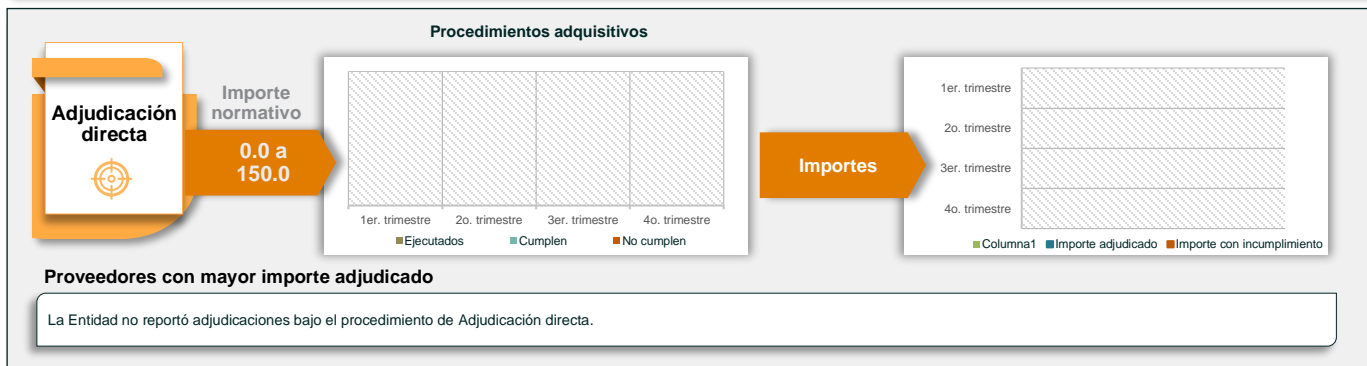 Procedimientos adquisitivos
Adjudicación
directa
Importe
normativo
0.0 a
150.0
1er. trimestre 2o. trimestre 3er. trimestre 4o. trimestre
Ejecutados Cumplen No cumplen
Importes
1er. trimestre
2o. trimestre
3er. trimestre
4o. trimestre
Columna1 Importe adjudicado Importe con incumplimiento
Proveedores con mayor importe adjudicado
La Entidad no reportó adjudicaciones bajo el procedimiento de Adjudicación directa.